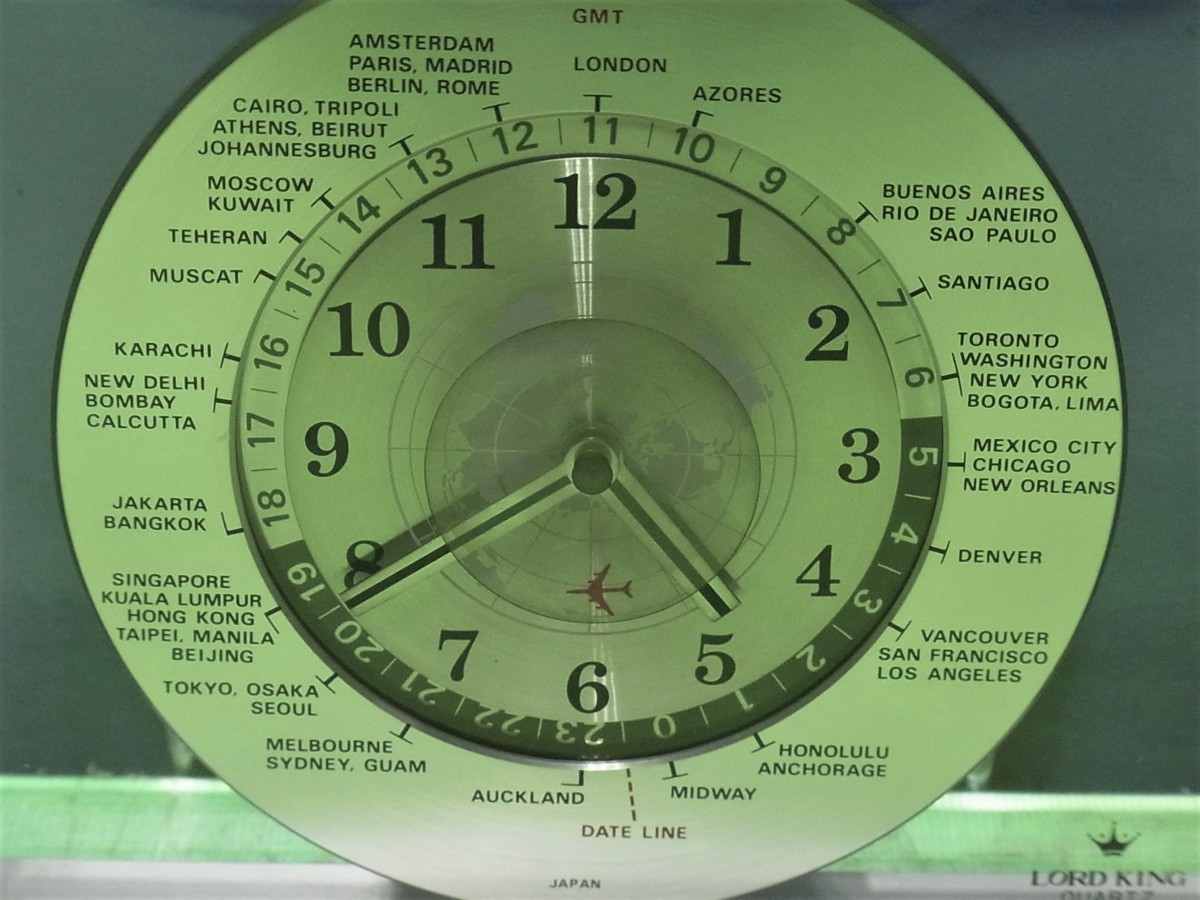 GMT
AMSTERDAM
PARIS, MADRID
BERLIN, ROME
LONDON
AZORES
CAIRO, TRIPOLI
ATHENS, BEIRUT
JOHANNESBURG
MOSCOW
KUWAIT
TEHERAN
MUSCAT
KARACHI
NEW DELHI
BOMBAY
CALCUTTA
JAKARTA
BANGKOK
SINGAPORE
KUALA LUMPUR
HONG KONG
TAIPEI, MANILA
BEIJING
TOKYO, OSAKA
SEOUL
MELBOURNE
SYDNEY, GUAM
AUCKLAND
DATE LINE
MIDWAY
HONOLULU
ANCHORAGE
VANCOUVER
SAN FRANCISCO
LOS ANGELES
DENVER
MEXICO CITY
CHICAGO
NEW ORLEANS
TORONTO
WASHINGTON
NEW YORK
BOGOTA, LIMA
SANTIAGO
BUENOS AIRES
RIO DE JANEIRO
SAO PAULO
11 10 9 8 7 6 5 4 3 2 1 0 23 22 21 20 19 18 17 16 15 14 13 12
12 1 2 3 4 5 6 7 8 9 10 11
JAPAN
LORD KING
QUARTZ